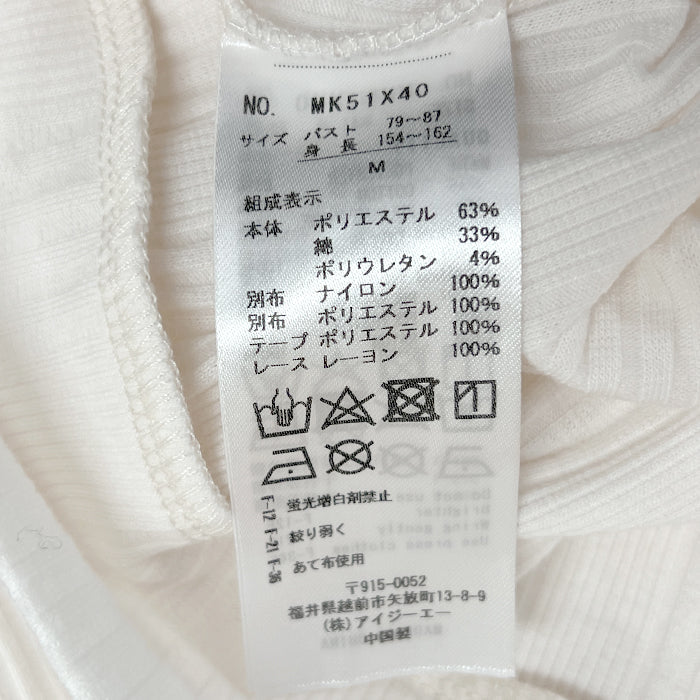 NO. MK51X40
サイズ バスト 79～87
身長 154～162
M
組成表示
本体 ポリエステル 63%
綿 33%
ポリウレタン 4%
別布 ナイロン 100%
別布 ポリエステル 100%
テープ ポリエステル 100%
レース レーヨン 100%
F-12 F-21 F-36
蛍光増白剤禁止
絞り弱く
あて布使用
〒915-0052
福井県越前市矢放町13-8-9
(株)アイジーエー
中国製